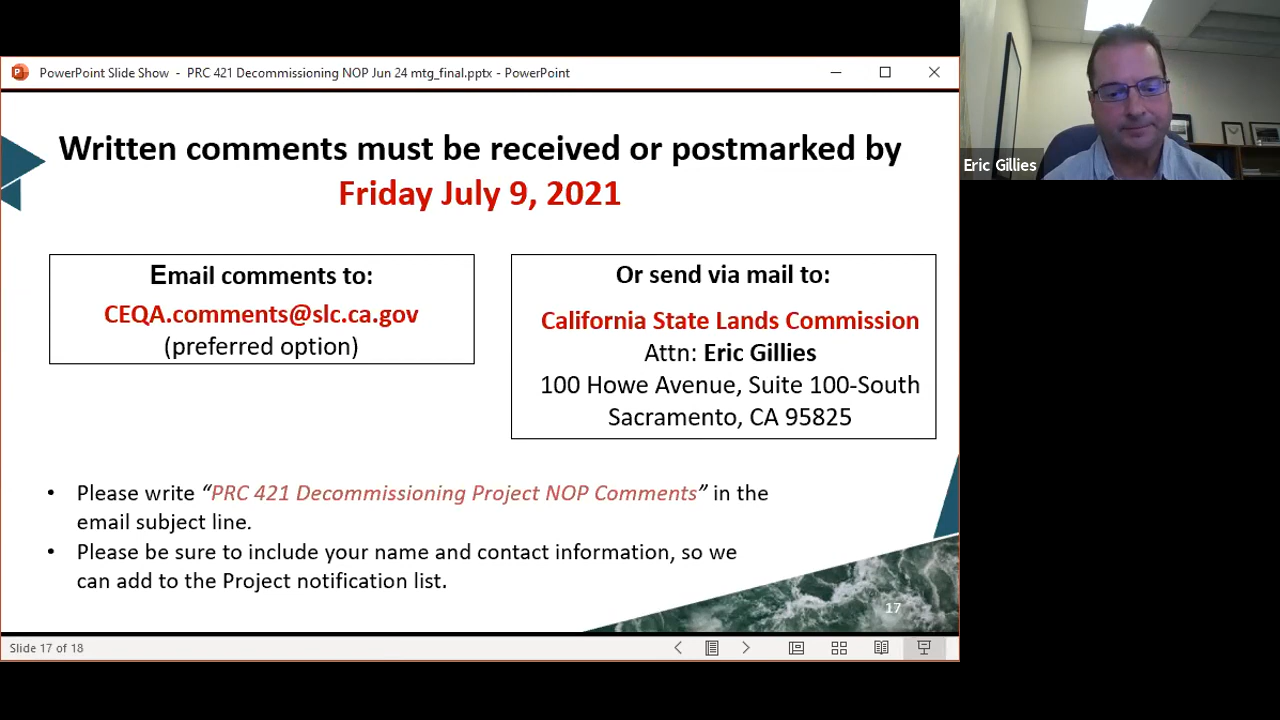 PowerPoint Slide Show - PRC 421 Decommissioning NOP Jun 24 mtg_final.pptx - PowerPoint
Written comments must be received or postmarked by
Friday July 9, 2021
Email comments to:
CEQA.comments@slc.ca.gov
(preferred option)
Or send via mail to:
California State Lands Commission
Attn: Eric Gillies
100 Howe Avenue, Suite 100-South
Sacramento, CA 95825
• Please write “PRC 421 Decommissioning Project NOP Comments” in the
email subject line.
• Please be sure to include your name and contact information, so we
can add to the Project notification list.
17
Slide 17 of 18
Eric Gillies